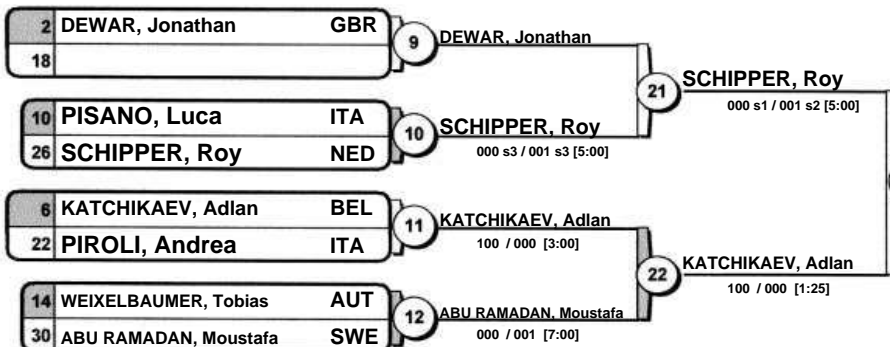 2 DEWAR, Jonathan GBR
18
9 DEWAR, Jonathan
10 PISANO, Luca ITA
26 SCHIPPER, Roy NED
10 SCHIPPER, Roy
000 s3 / 001 s3 [5:00]
21 SCHIPPER, Roy
000 s1 / 001 s2 [5:00]
6 KATCHIKAEV, Adlan BEL
22 PIROLI, Andrea ITA
11 KATCHIKAEV, Adlan
100 / 000 [3:00]
14 WEIXELBAUMER, Tobias AUT
30 ABU RAMADAN, Moustafa SWE
12 ABU RAMADAN, Moustafa
000 / 001 [7:00]
22 KATCHIKAEV, Adlan
100 / 000 [1:25]